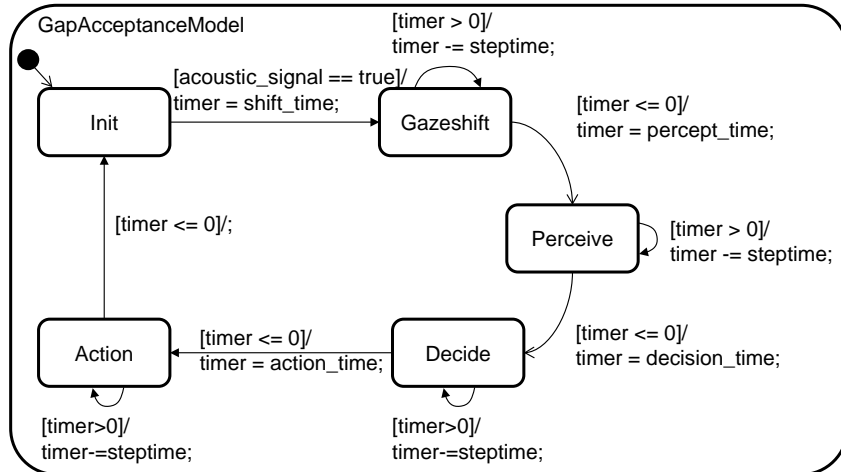 GapAcceptanceModel
[timer > 0]/
timer -= steptime;
[acoustic_signal == true]/
timer = shift_time;
Init
Gazeshift
[timer <= 0]/
timer = percept_time;
[timer <= 0]/;
Perceive
[timer > 0]/
timer -= steptime;
Action
[timer <= 0]/
timer = action_time;
Decide
[timer <= 0]/
timer = decision_time;
[timer>0]/
timer-=steptime;
[timer>0]/
timer-=steptime;